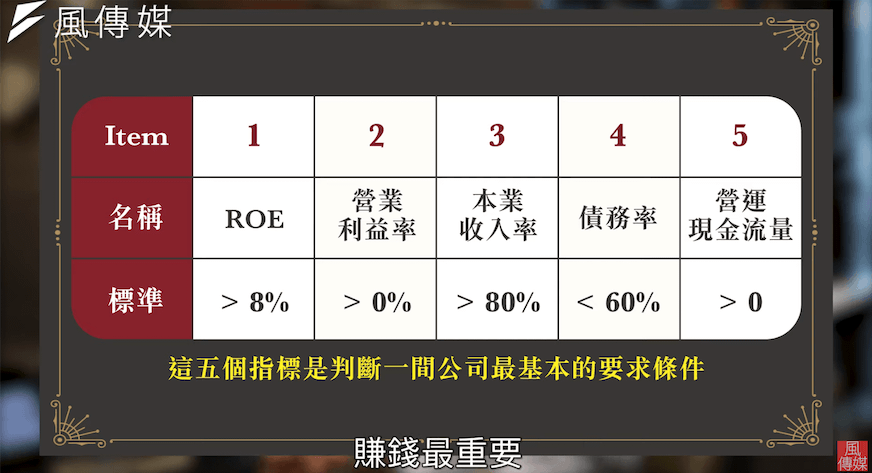 風傳媒
Item 1 2 3 4 5
名稱 ROE 營業利益率 本業收入率 債務率 營運現金流量
標準 > 8% > 0% > 80% < 60% > 0
這五個指標是判斷一間公司最基本的要求條件
賺錢最重要
風傳媒